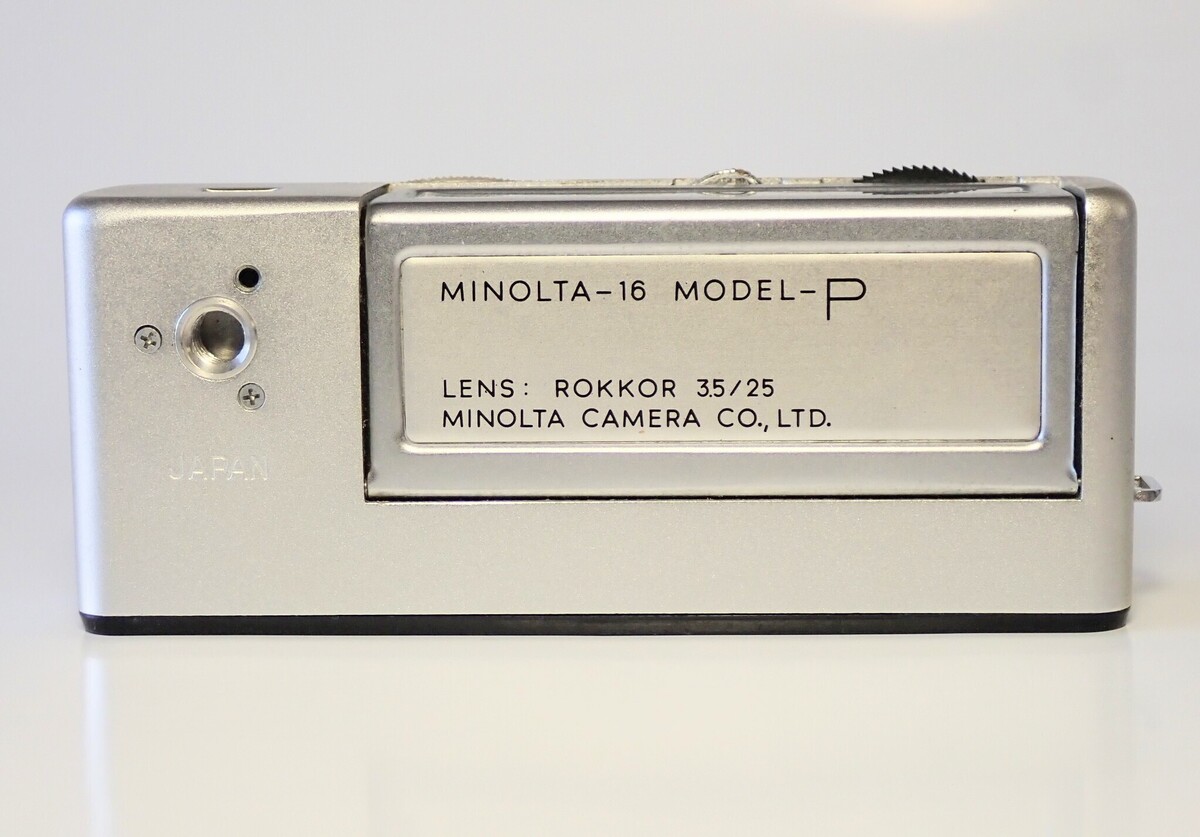 MINOLTA-16 MODEL-P
LENS: ROKKOR 3.5/25
MINOLTA CAMERA CO., LTD.
JAPAN